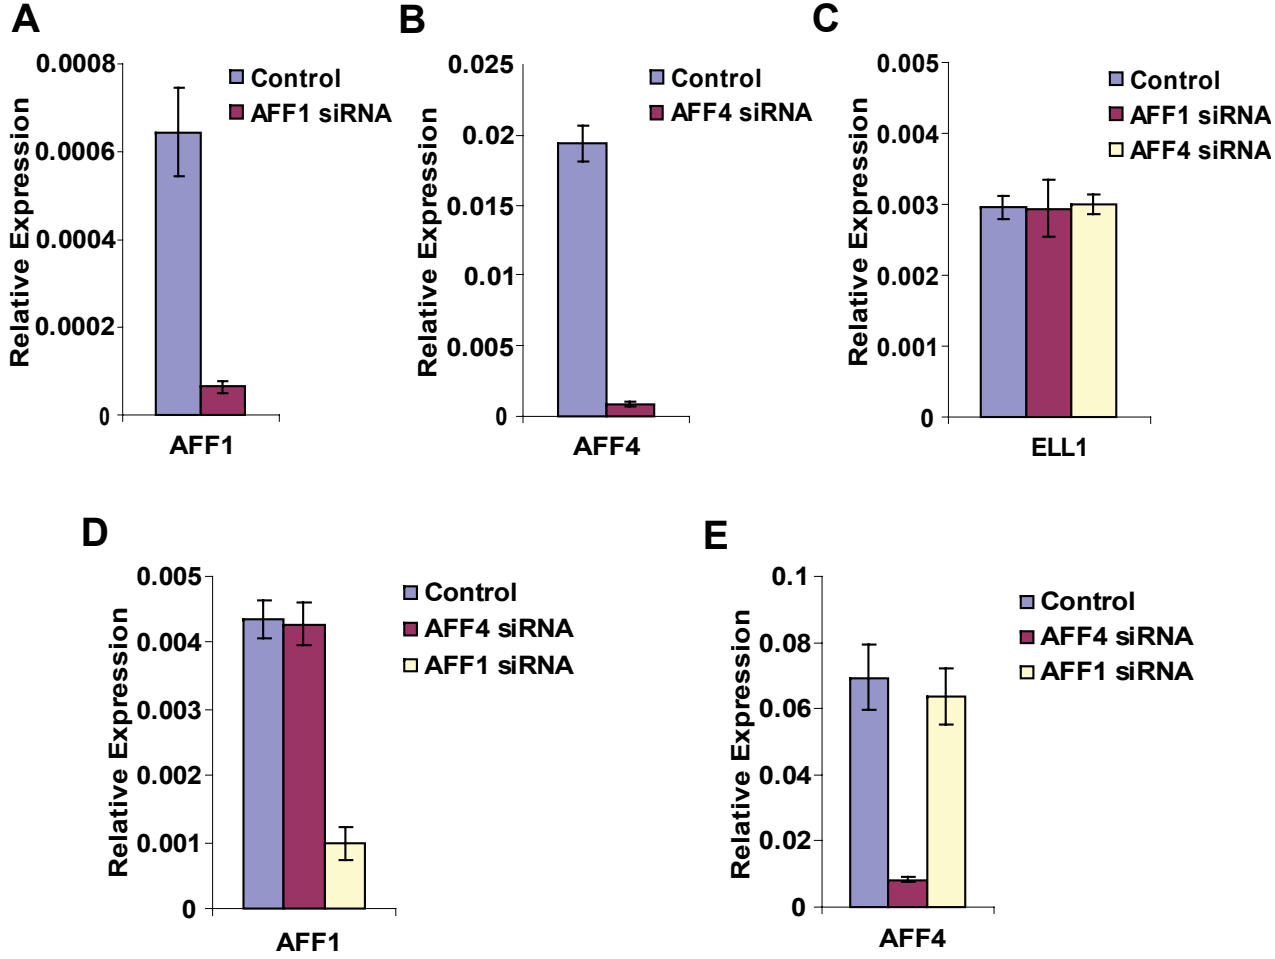 A
Relative Expression
0.0008
0.0006
0.0004
0.0002
0
Control
AFF1 siRNA
AFF1
B
Relative Expression
0.025
0.02
0.015
0.01
0.005
0
Control
AFF4 siRNA
AFF4
C
Relative Expression
0.005
0.004
0.003
0.002
0.001
0
Control
AFF1 siRNA
AFF4 siRNA
ELL1
D
Relative Expression
0.005
0.004
0.003
0.002
0.001
0
Control
AFF4 siRNA
AFF1 siRNA
AFF1
E
Relative Expression
0.1
0.08
0.06
0.04
0.02
0
Control
AFF4 siRNA
AFF1 siRNA
AFF4